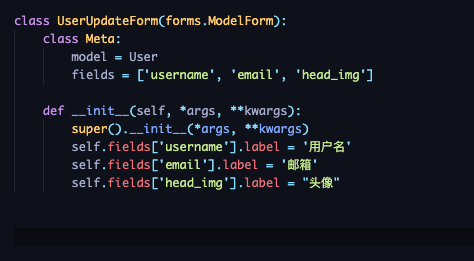 class UserUpdateForm(forms.ModelForm):
    class Meta:
        model = User
        fields = ['username', 'email', 'head_img']
    def __init__(self, *args, **kwargs):
        super().__init__(*args, **kwargs)
        self.fields['username'].label = '用户名'
        self.fields['email'].label = '邮箱'
        self.fields['head_img'].label = "头像"